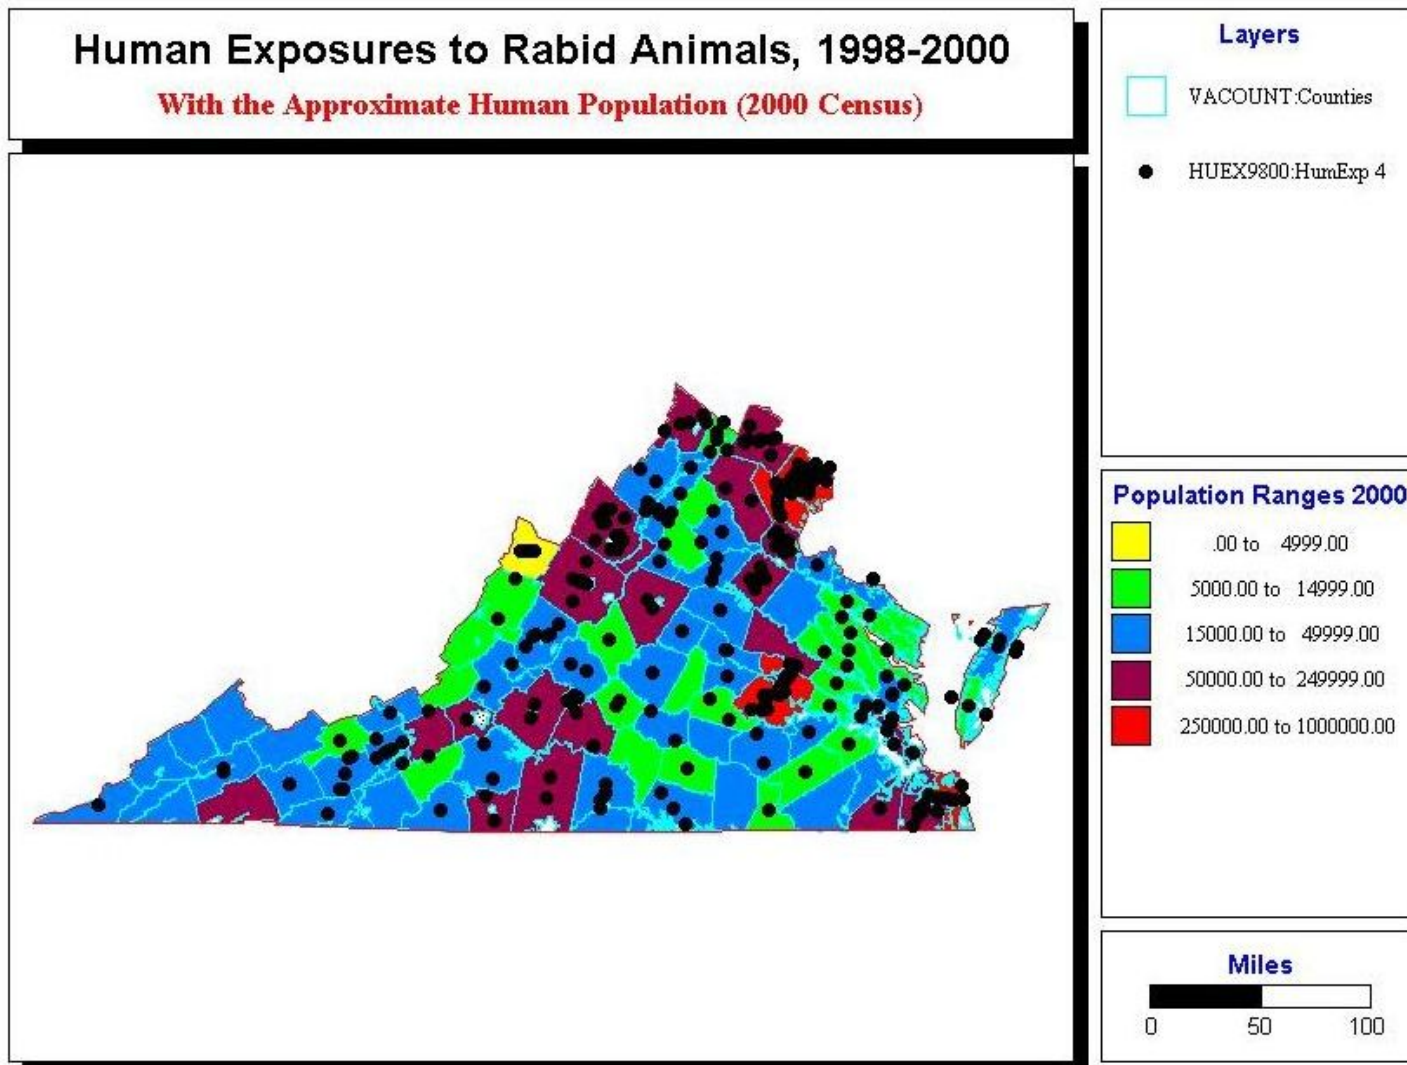 Human Exposures to Rabid Animals, 1998-2000
With the Approximate Human Population (2000 Census)
Layers
VACOUNT:Counties
HUEX9800:HumExp 4
Population Ranges 2000
.00 to 4999.00
5000.00 to 14999.00
15000.00 to 49999.00
50000.00 to 249999.00
250000.00 to 1000000.00
Miles
0 50 100